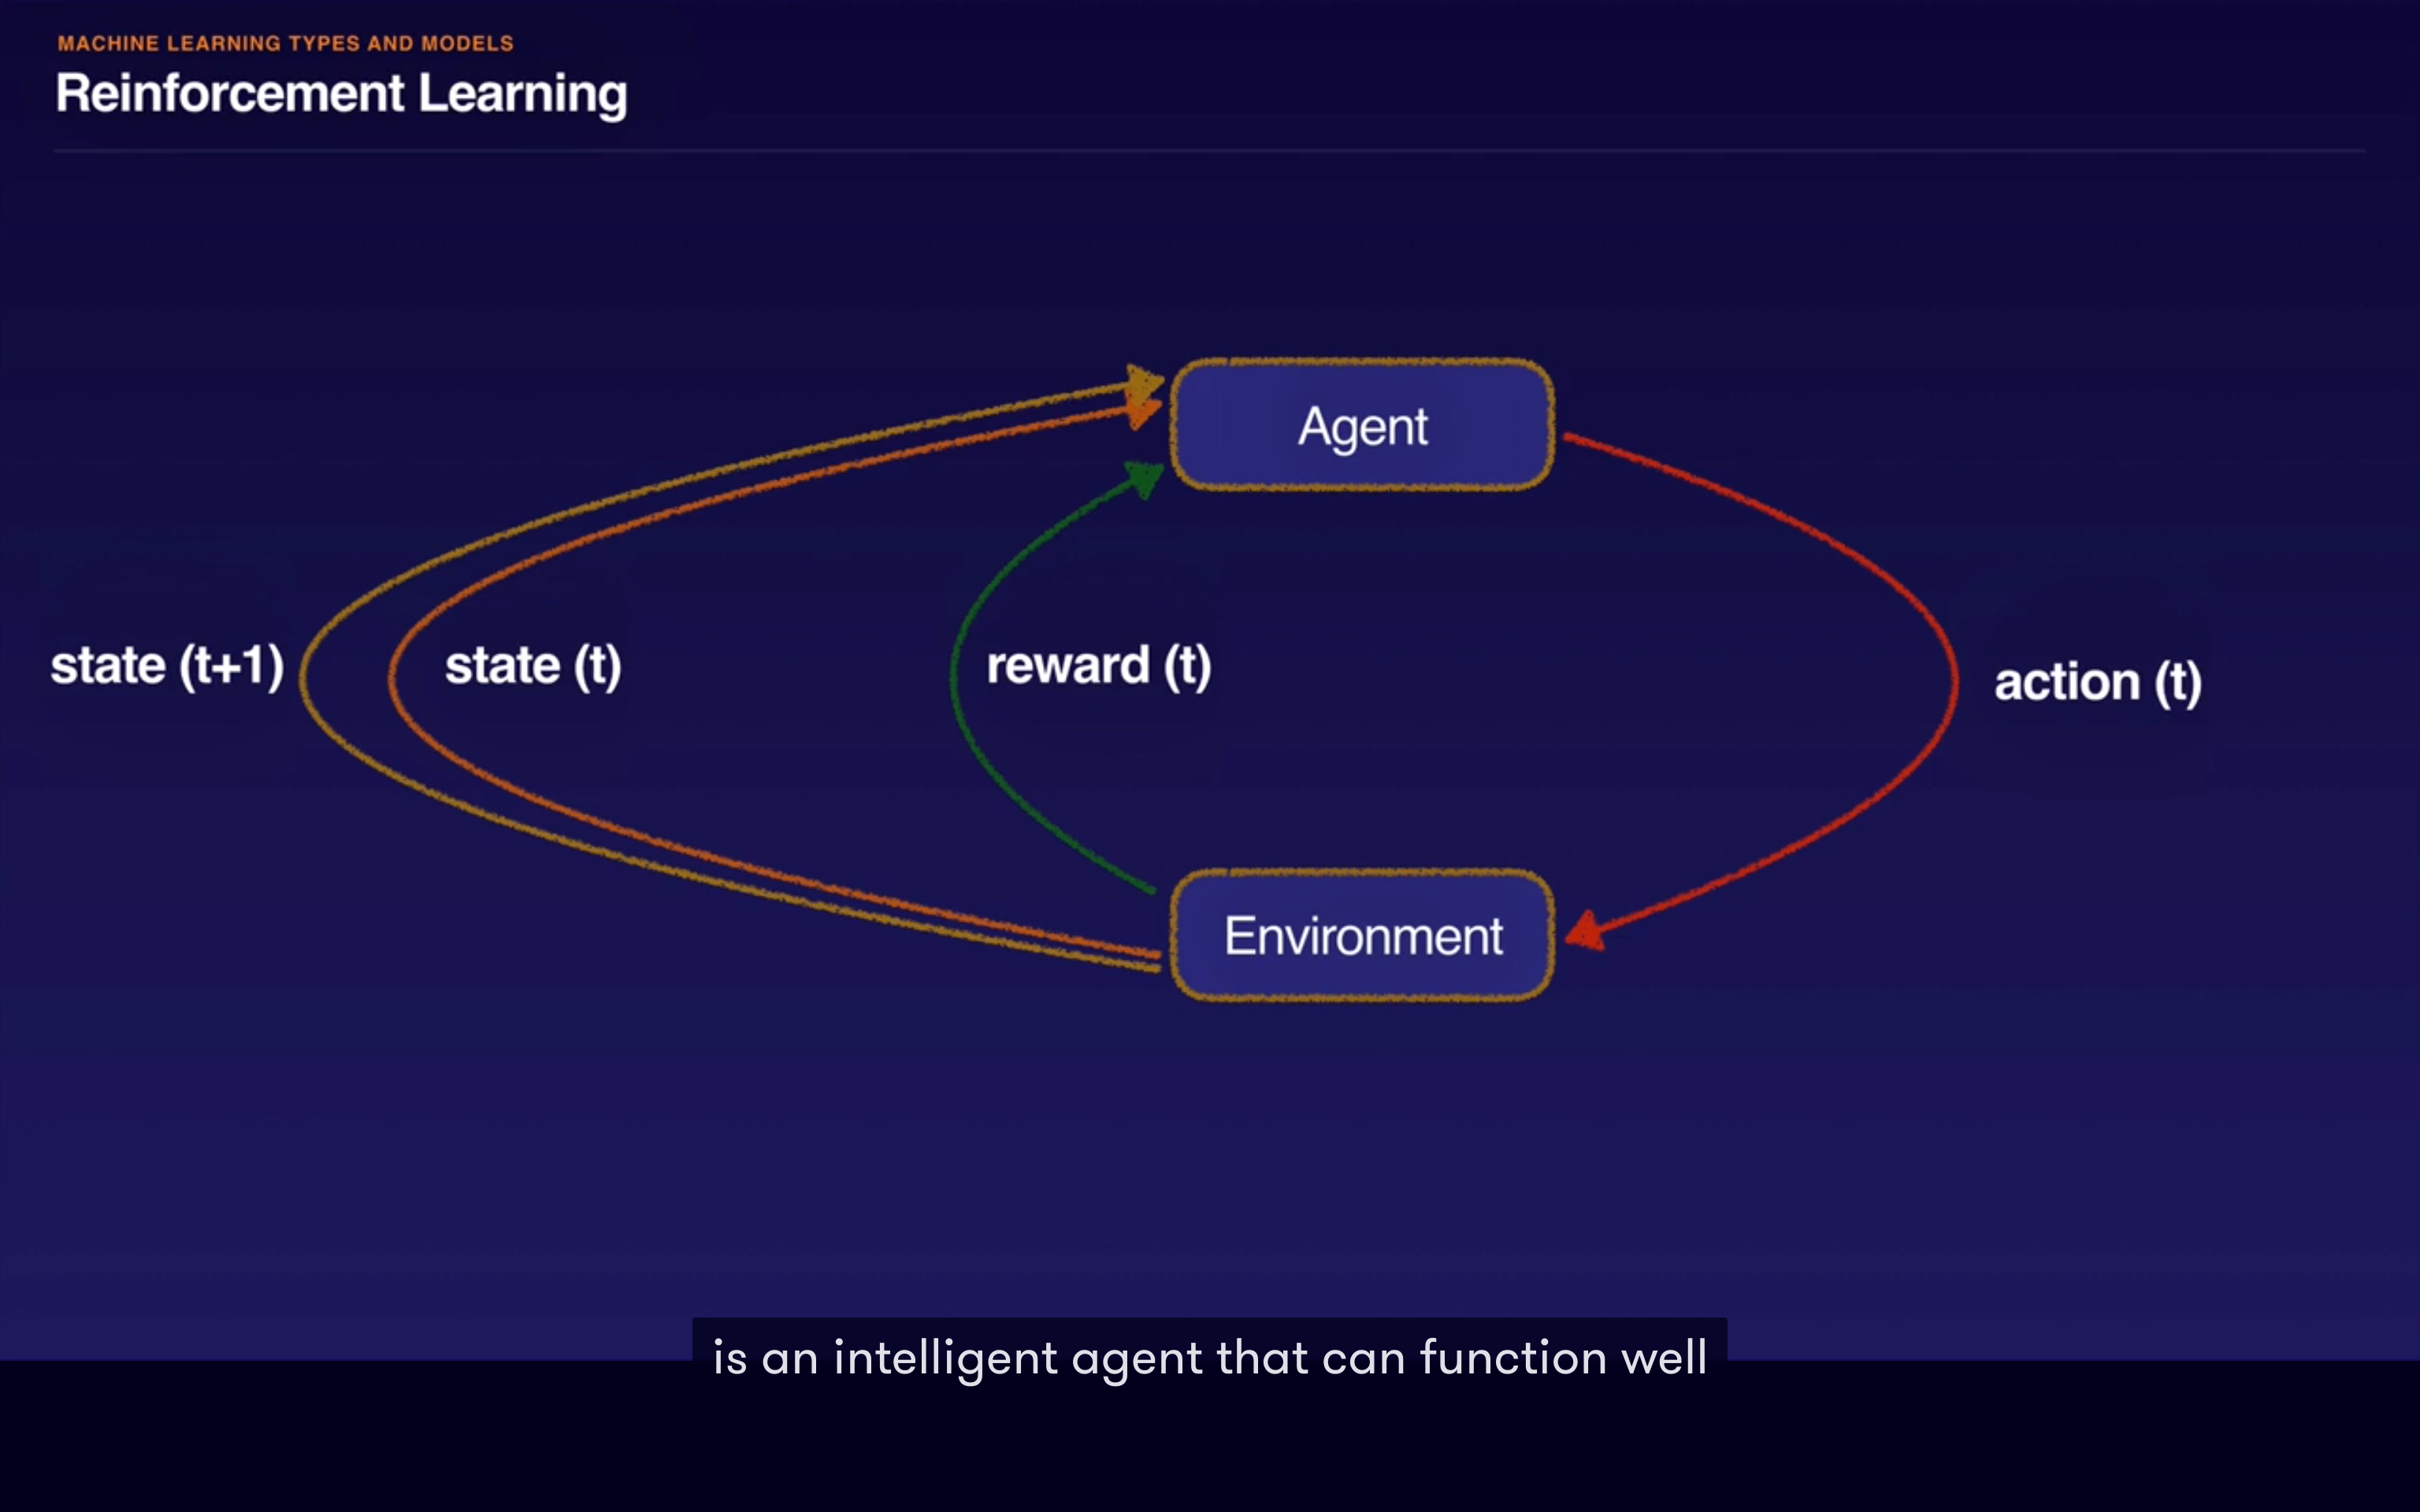 MACHINE LEARNING TYPES AND MODELS
Reinforcement Learning
Agent
state (t+1)
state (t)
reward (t)
action (t)
Environment
is an intelligent agent that can function well